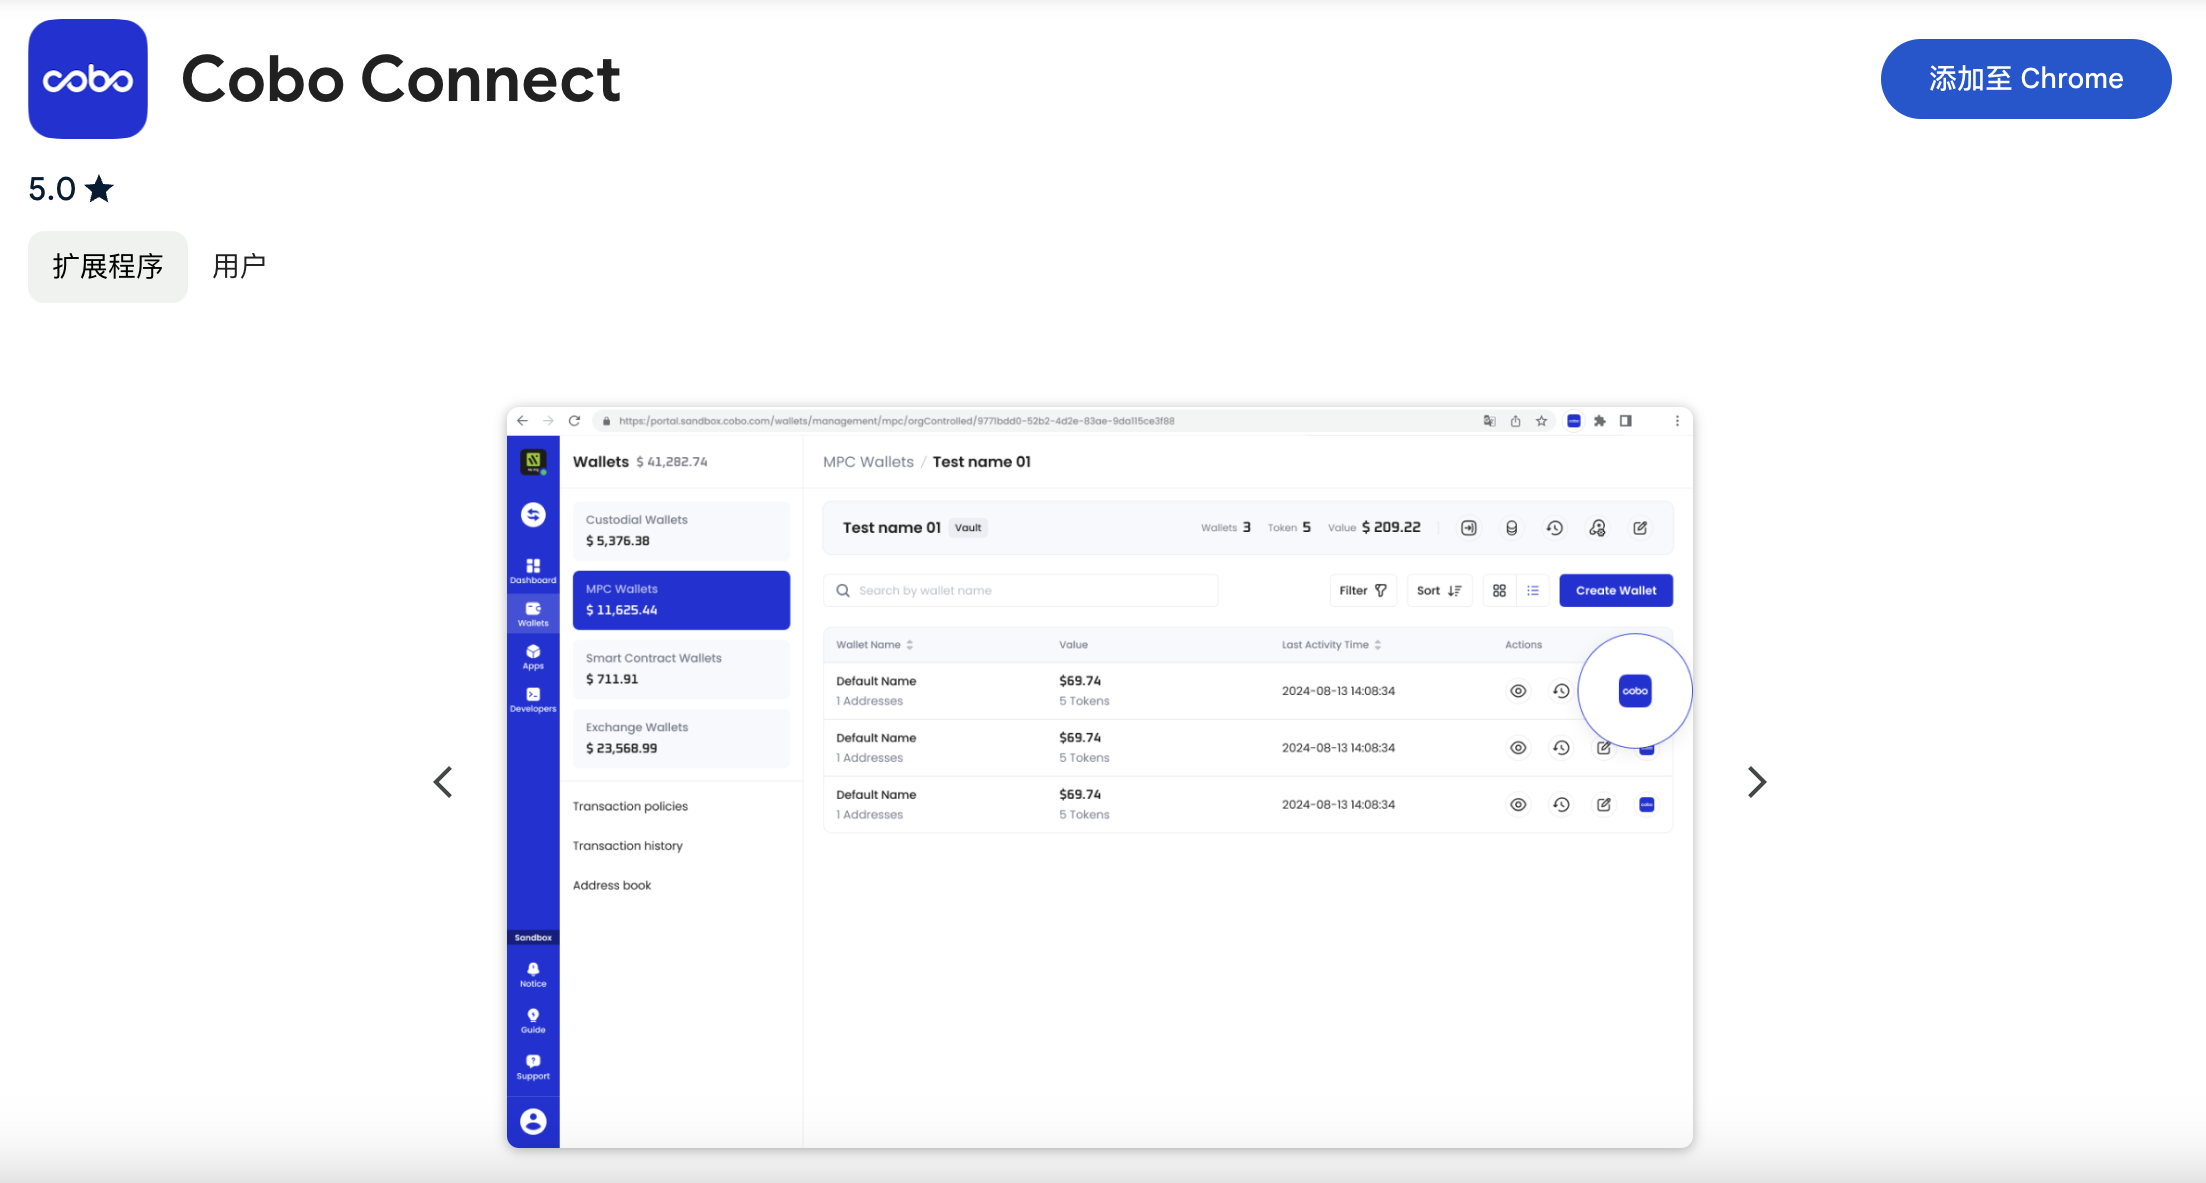 cobo
Cobo Connect
添加至 Chrome
5.0
扩展程序
用户
https:/portal.sandbox.cobo.com/wallets/management/mpc/orgControlled/9771bdd0-52b2-4d2e-83ae-9da115ce3f88
Wallets $ 41,282.74
MPC Wallets / Test name 01
Custodial Wallets
$ 5,376.38
MPC Wallets
$ 11,625.44
Smart Contract Wallets
$ 711.91
Exchange Wallets
$ 23,568.99
Transaction policies
Transaction history
Address book
Dashboard
Wallets
Apps
Developers
Sandbox
Notice
Guide
Support
Test name 01 Vault
Wallets 3 Token 5 Value $ 209.22
Search by wallet name
Filter
Sort
Create Wallet
Wallet Name Value Last Activity Time Actions
Default Name $69.74 2024-08-13 14:08:34
1 Addresses 5 Tokens
cobo
Default Name $69.74 2024-08-13 14:08:34
1 Addresses 5 Tokens
Default Name $69.74 2024-08-13 14:08:34
1 Addresses 5 Tokens